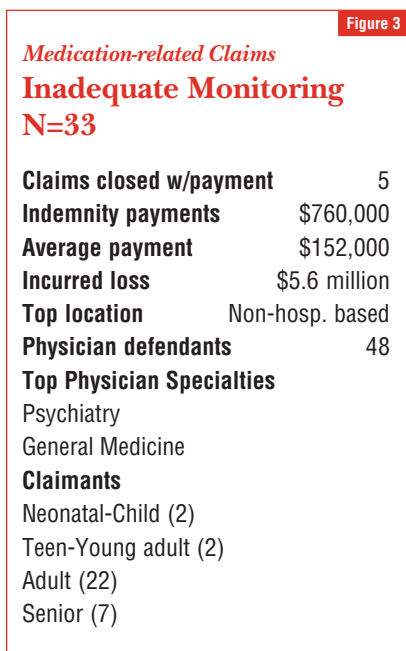 Figure 3
Medication-related Claims
Inadequate Monitoring
N=33
Claims closed w/payment 5
Indemnity payments $760,000
Average payment $152,000
Incurred loss $5.6 million
Top location Non-hosp. based
Physician defendants 48
Top Physician Specialties
Psychiatry
General Medicine
Claimants
Neonatal-Child (2)
Teen-Young adult (2)
Adult (22)
Senior (7)